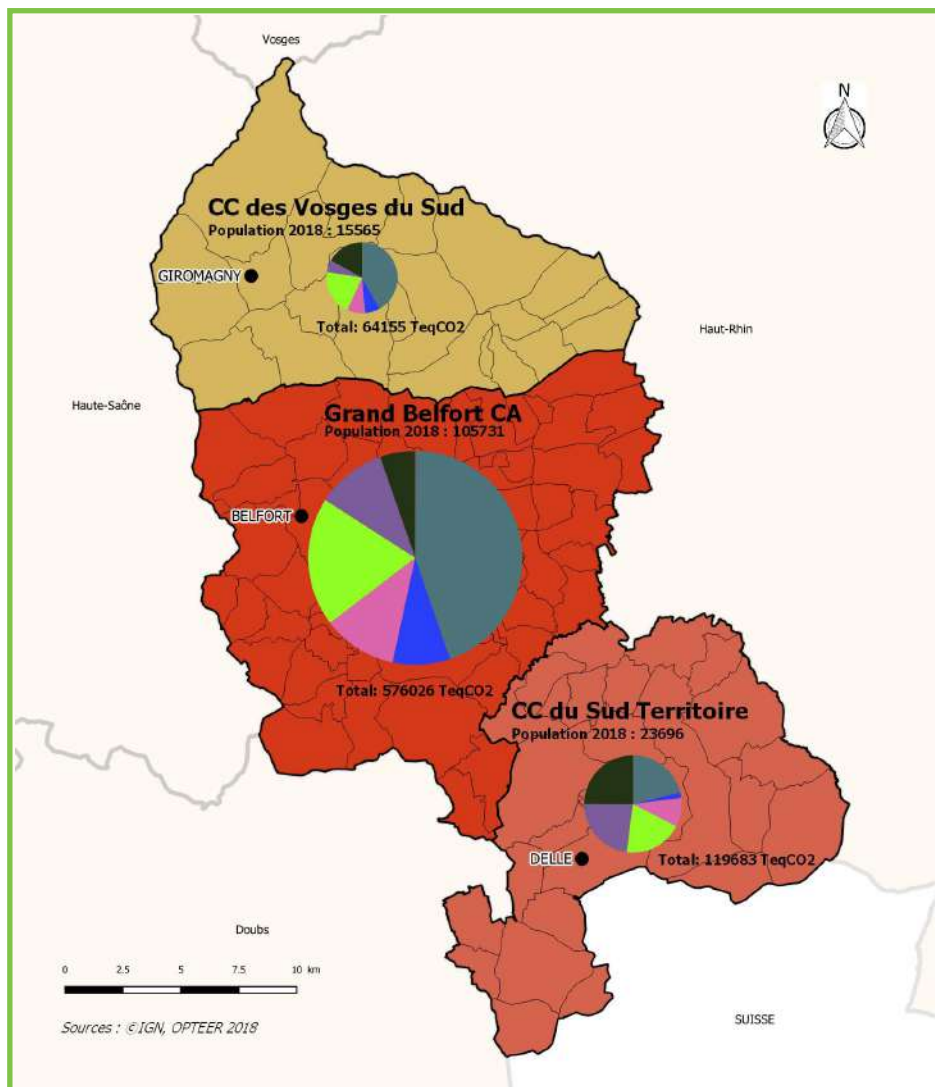 Vosges
N
CC des Vosges du Sud
Population 2018 : 15565
GIROMAGNY
Total: 64155 TeqCO2
Haut-Rhin
Haute-Saône
Grand Belfort CA
Population 2018 : 105731
BELFORT
Total: 576026 TeqCO2
CC du Sud Territoire
Population 2018 : 23696
DELLE
Total: 119683 TeqCO2
Doubs
0 2.5 5 7.5 10 km
SUISSE
Sources : ©IGN, OPTEER 2018